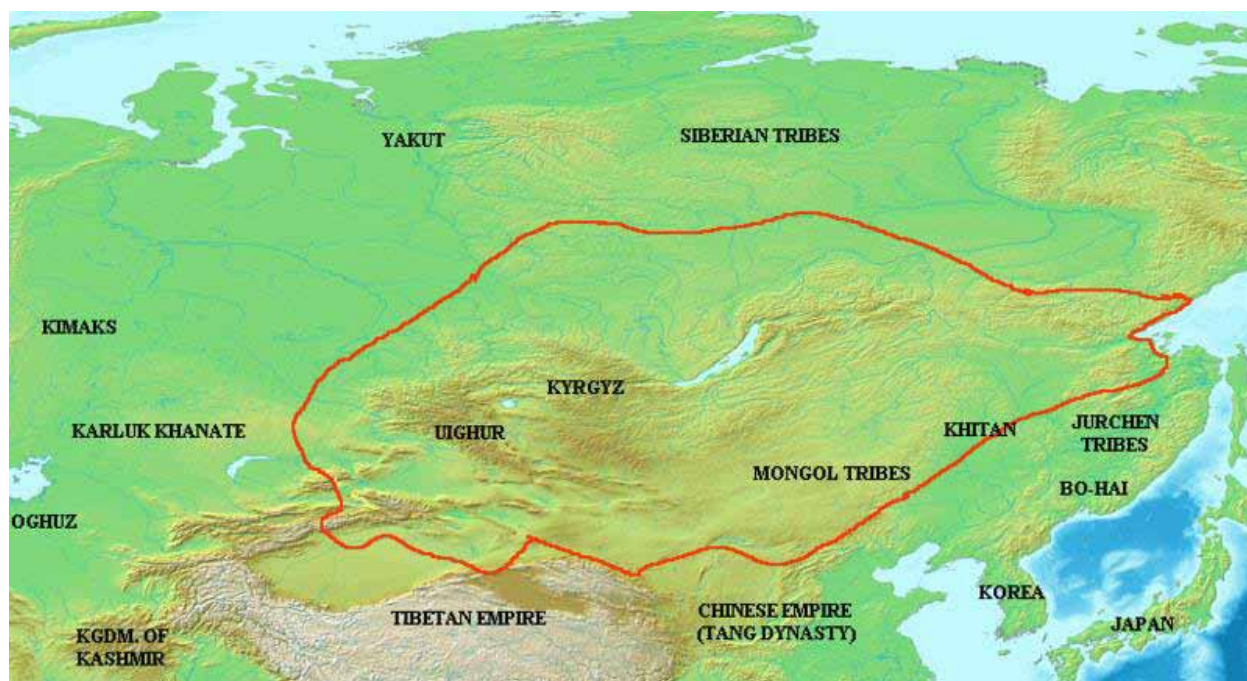 YAKUT
SIBERIAN TRIBES
KIMAKS
KYRGYZ
KARLUK KHANATE
UIGHUR
KHITAN
JURCHEN
TRIBES
MONGOL TRIBES
BO-HAI
OGHUZ
KOREA
CHINESE EMPIRE
(TANG DYNASTY)
TIBETAN EMPIRE
JAPAN
KGDM. OF
KASHMIR